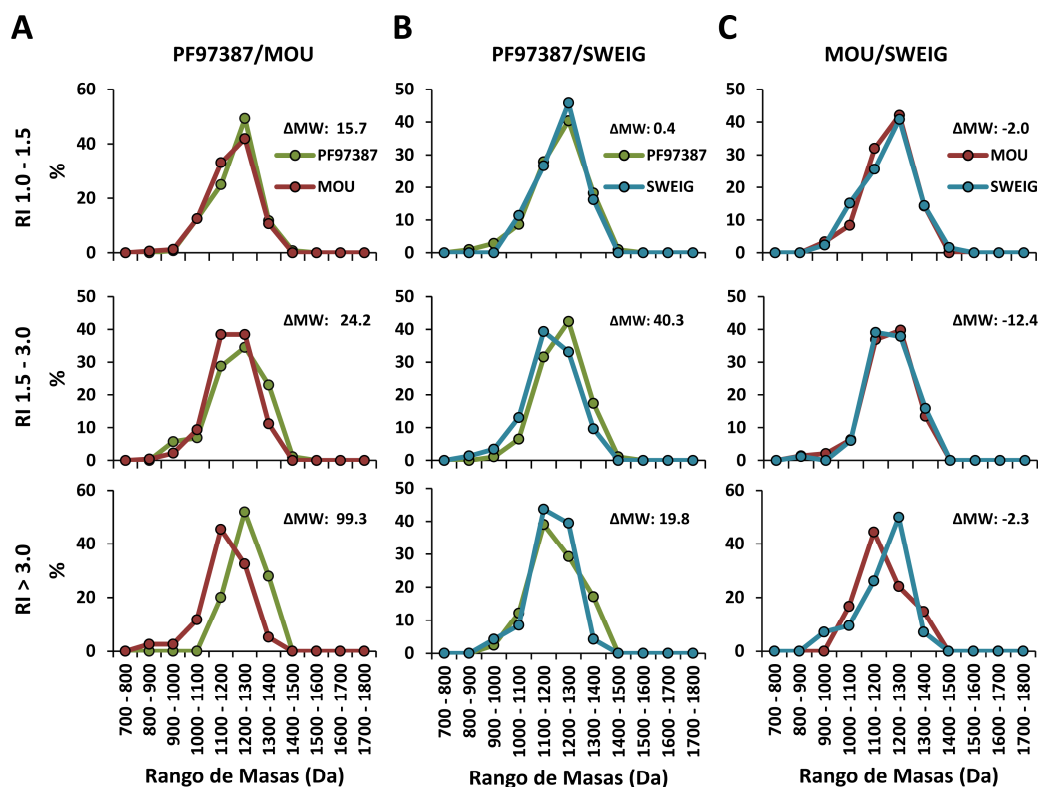 A
B
C
PF97387/MOU
PF97387/SWEIG
MOU/SWEIG
RI 1.0 - 1.5
%
60
40
20
0
ΔMW: 15.7
PF97387
MOU
50
40
30
20
10
0
ΔMW: 0.4
PF97387
SWEIG
50
40
30
20
10
0
ΔMW: -2.0
MOU
SWEIG
RI 1.5 - 3.0
%
50
40
30
20
10
0
ΔMW: 24.2
50
40
30
20
10
0
ΔMW: 40.3
50
40
30
20
10
0
ΔMW: -12.4
RI > 3.0
%
60
40
20
0
ΔMW: 99.3
50
40
30
20
10
0
ΔMW: 19.8
60
40
20
0
ΔMW: -2.3
700 - 800
800 - 900
900 - 1000
1000 - 1100
1100 - 1200
1200 - 1300
1300 - 1400
1400 - 1500
1500 - 1600
1600 - 1700
1700 - 1800
700 - 800
800 - 900
900 - 1000
1000 - 1100
1100 - 1200
1200 - 1300
1300 - 1400
1400 - 1500
1500 - 1600
1600 - 1700
1700 - 1800
700 - 800
800 - 900
900 - 1000
1000 - 1100
1100 - 1200
1200 - 1300
1300 - 1400
1400 - 1500
1500 - 1600
1600 - 1700
1700 - 1800
Rango de Masas (Da)
Rango de Masas (Da)
Rango de Masas (Da)